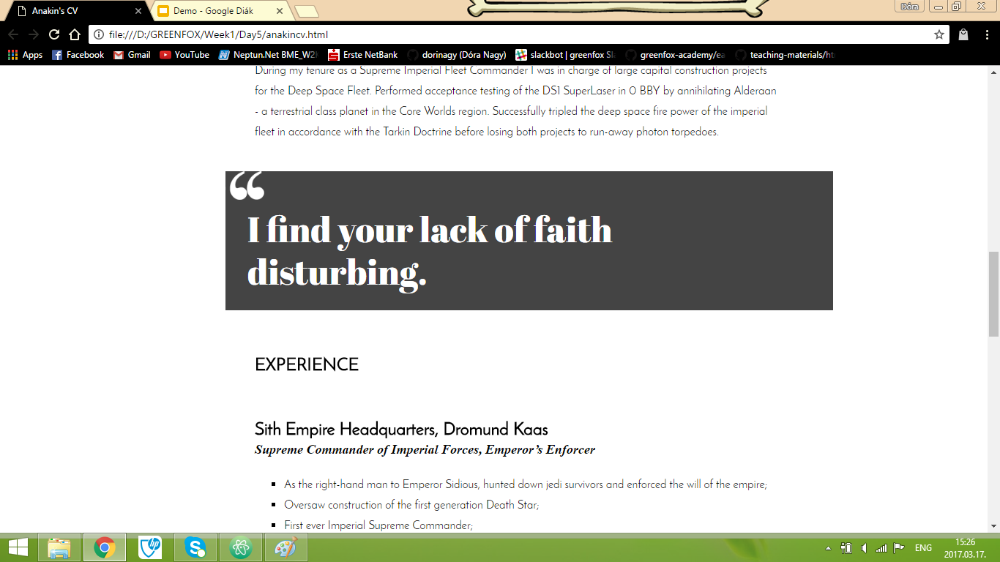 Anakin's CV
Demo - Google Diák
Dóra
file:///D:/GREENFOX/Week1/Day5/anakincv.html
Apps Facebook Gmail YouTube Neptun.Net BME_W2 Erste NetBank dorinagy (Dóra Nagy) slackbot | greenfox Sl greenfox-academy/ea teaching-materials/ht
During my tenure as a Supreme Imperial Fleet Commander I was in charge of large capital construction projects
for the Deep Space Fleet. Performed acceptance testing of the DS1 SuperLaser in 0 BBY by annihilating Alderaan
- a terrestrial class planet in the Core Worlds region. Successfully tripled the deep space fire power of the imperial
fleet in accordance with the Tarkin Doctrine before losing both projects to run-away photon torpedoes.
“
I find your lack of faith
disturbing.
EXPERIENCE
Sith Empire Headquarters, Dromund Kaas
Supreme Commander of Imperial Forces, Emperor’s Enforcer
▪ As the right-hand man to Emperor Sidious, hunted down jedi survivors and enforced the will of the empire;
▪ Oversaw construction of the first generation Death Star;
▪ First ever Imperial Supreme Commander;
hp
ENG
15:26
2017.03.17.